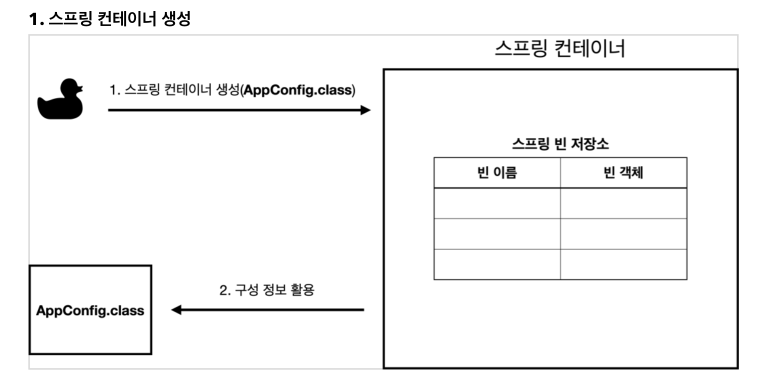 1. 스프링 컨테이너 생성
스프링 컨테이너
1. 스프링 컨테이너 생성(AppConfig.class)
스프링 빈 저장소
빈 이름
빈 객체
2. 구성 정보 활용
AppConfig.class